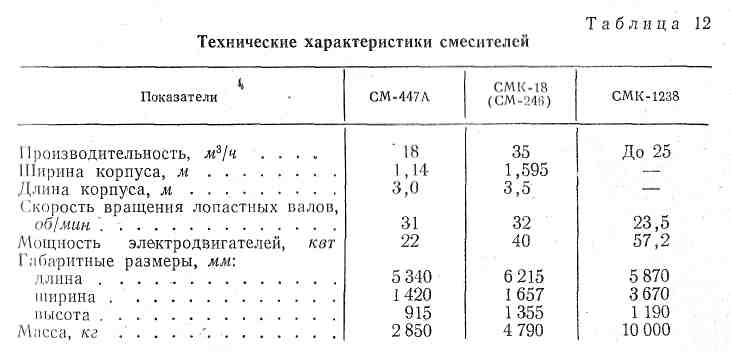 Таблица 12
Технические характеристики смесителей
Показатели СМ-447А СМК-18 (СМ-246) СМК-1238
Производительность, м³/ч . . . . 18 35 До 25
Ширина корпуса, м . . . . . . . . 1,14 1,595 —
Длина корпуса, м . . . . . . . . . 3,0 3,5 —
Скорость вращения лопастных валов,
об/мин . . . . . . . . . . . . . 31 32 23,5
Мощность электродвигателей, квт 22 40 57,2
Габаритные размеры, мм:
длина . . . . . . . . . . . . . 5 340 6 215 5 870
ширина . . . . . . . . . . . . 1 420 1 657 3 670
высота . . . . . . . . . . . . . 915 1 355 1 190
Масса, кг . . . . . . . . . . . . 2 850 4 790 10 000